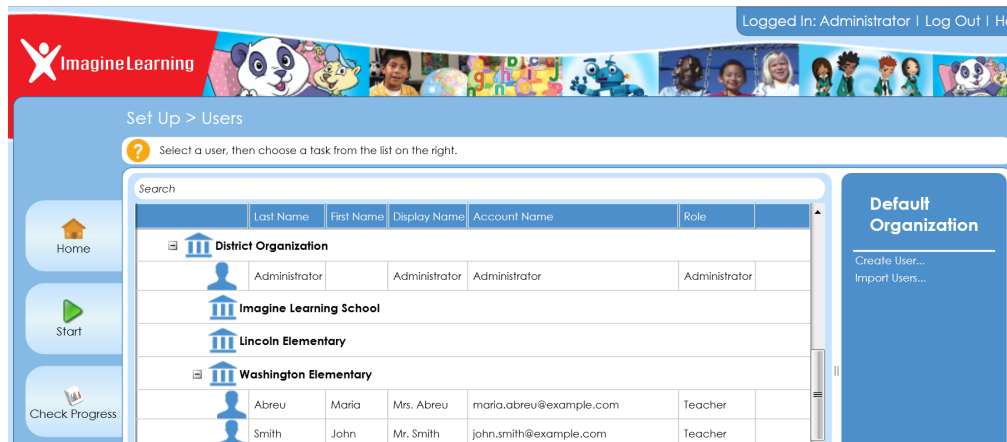 Logged In: Administrator | Log Out | He
Imagine Learning
Set Up > Users
? Select a user, then choose a task from the list on the right.
Search
Last Name First Name Display Name Account Name Role
District Organization
Administrator Administrator Administrator Administrator
Imagine Learning School
Lincoln Elementary
Washington Elementary
Abreu Maria Mrs. Abreu maria.abreu@example.com Teacher
Smith John Mr. Smith john.smith@example.com Teacher
Home
Start
Check Progress
Default
Organization
Create User...
Import Users...